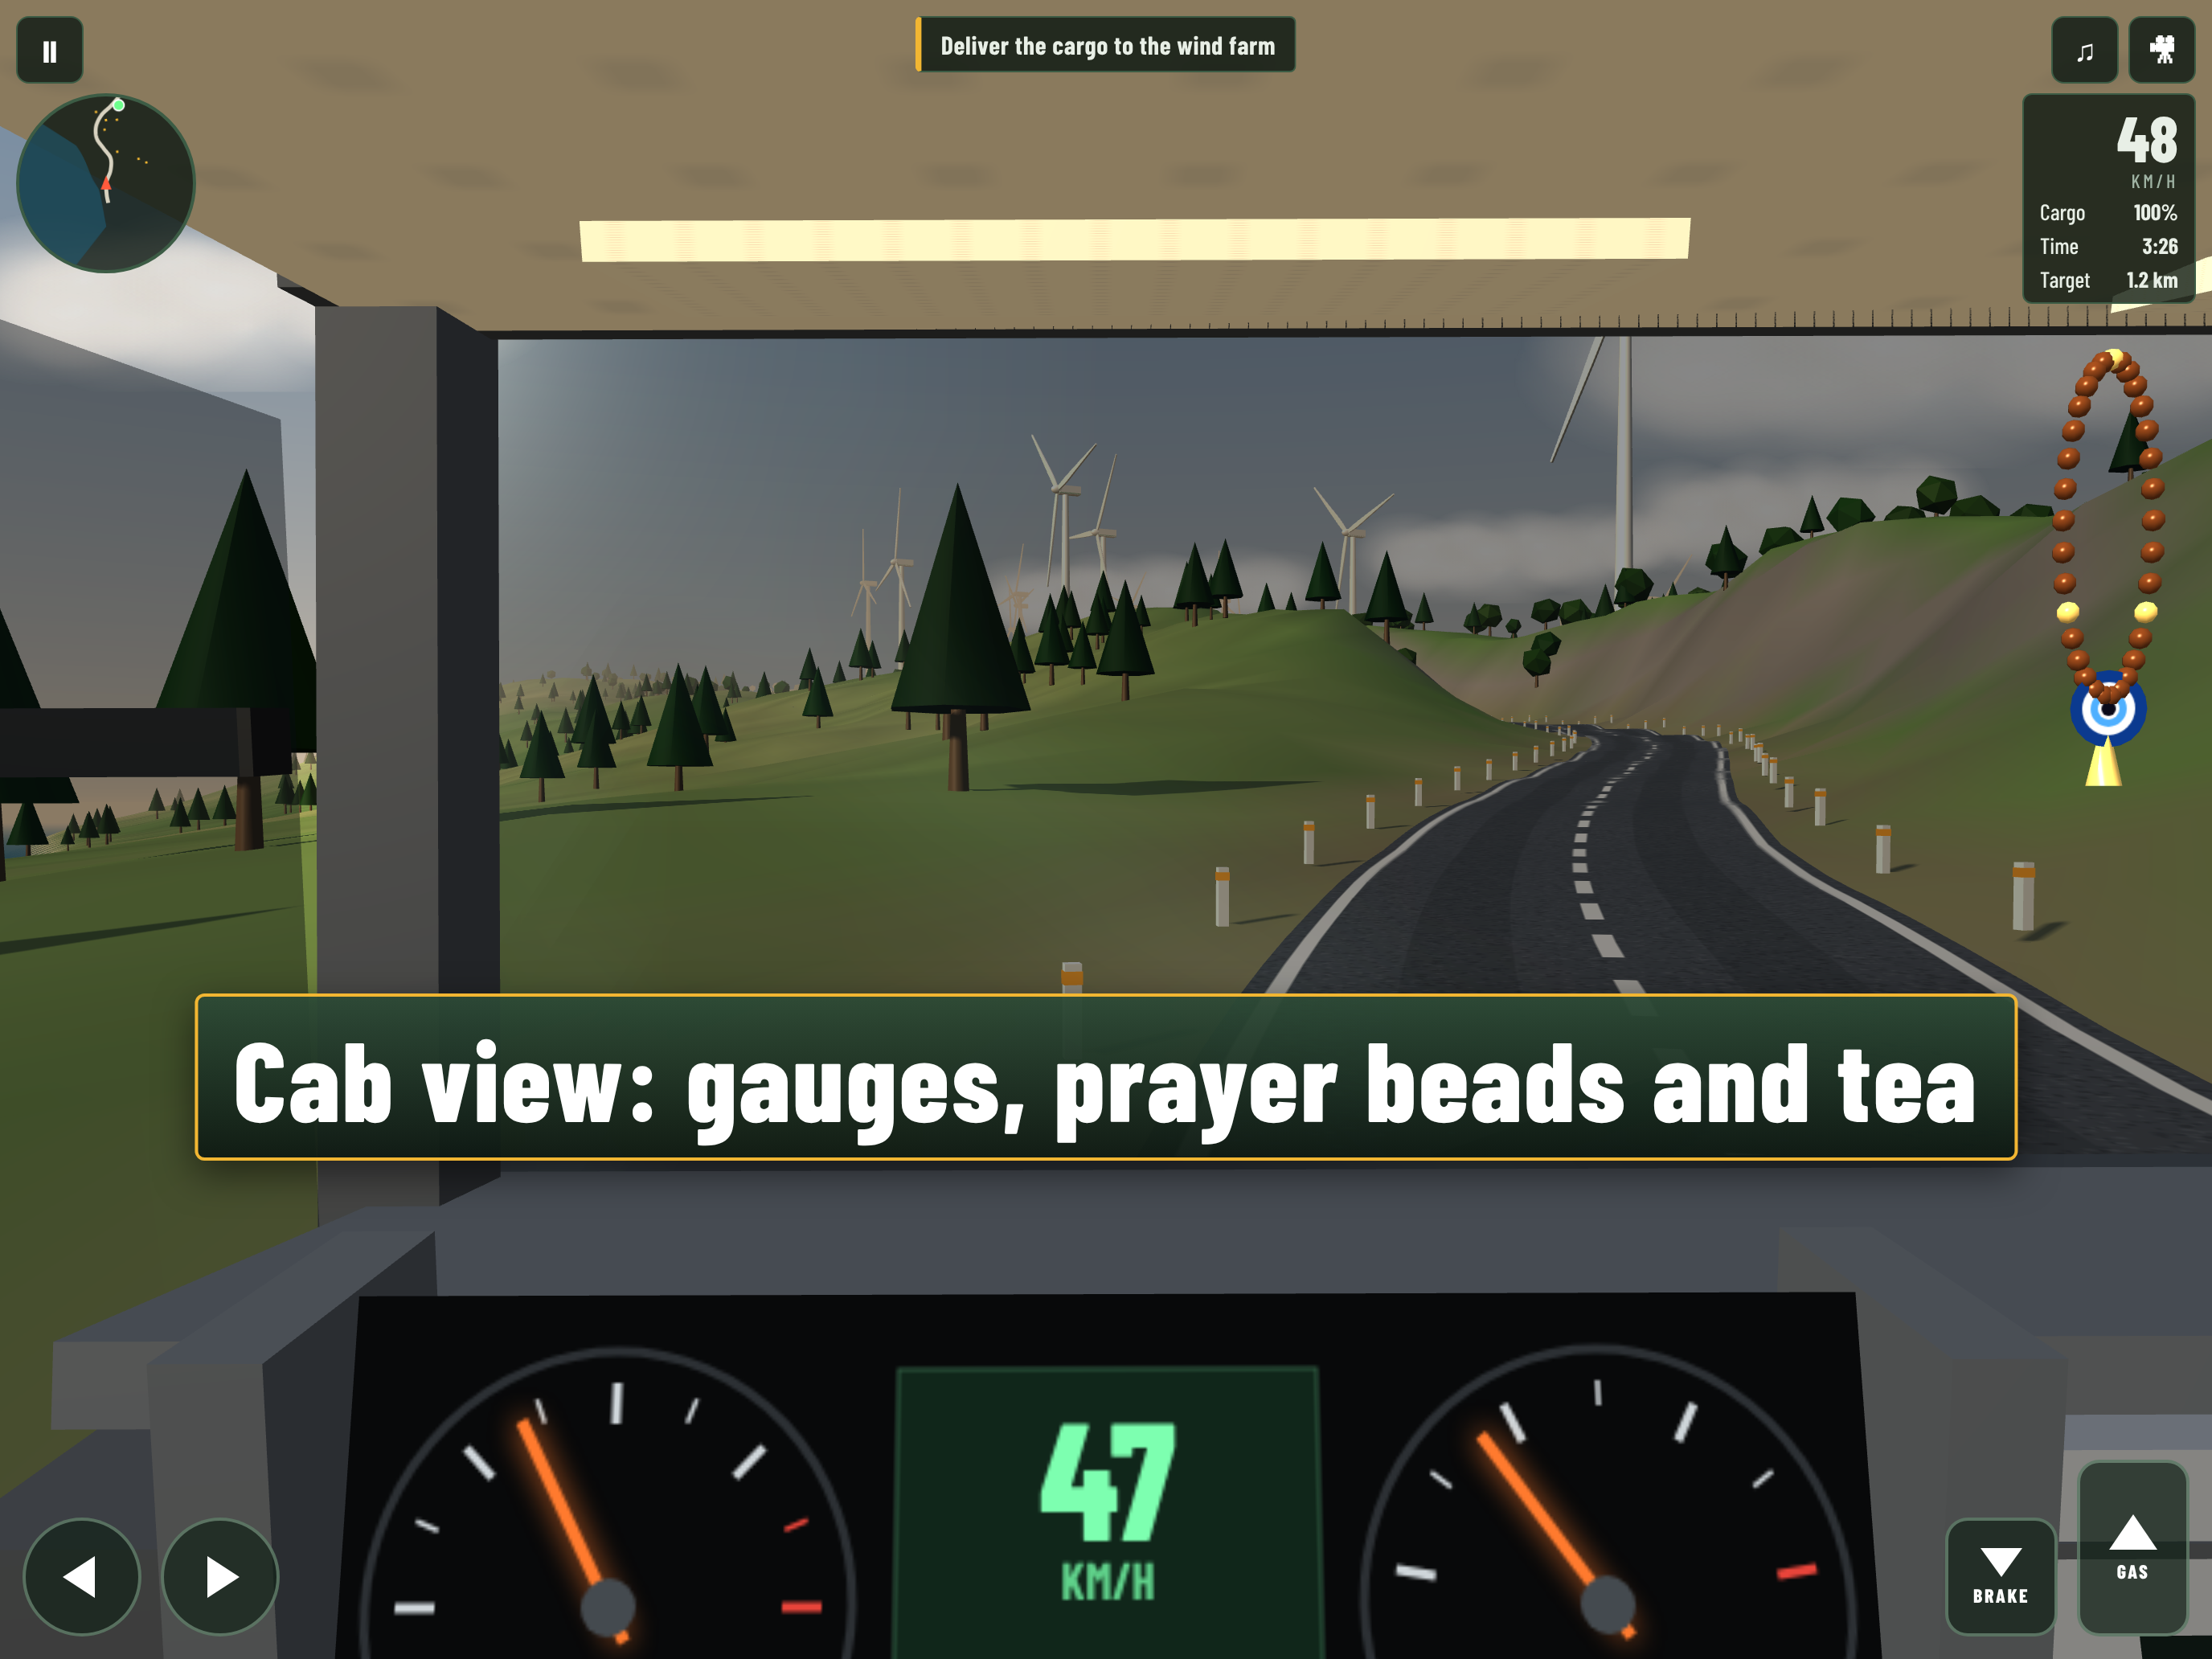 Deliver the cargo to the wind farm
48
KM/H
Cargo 100%
Time 3:26
Target 1.2 km
Cab view: gauges, prayer beads and tea
47
KM/H
BRAKE
GAS